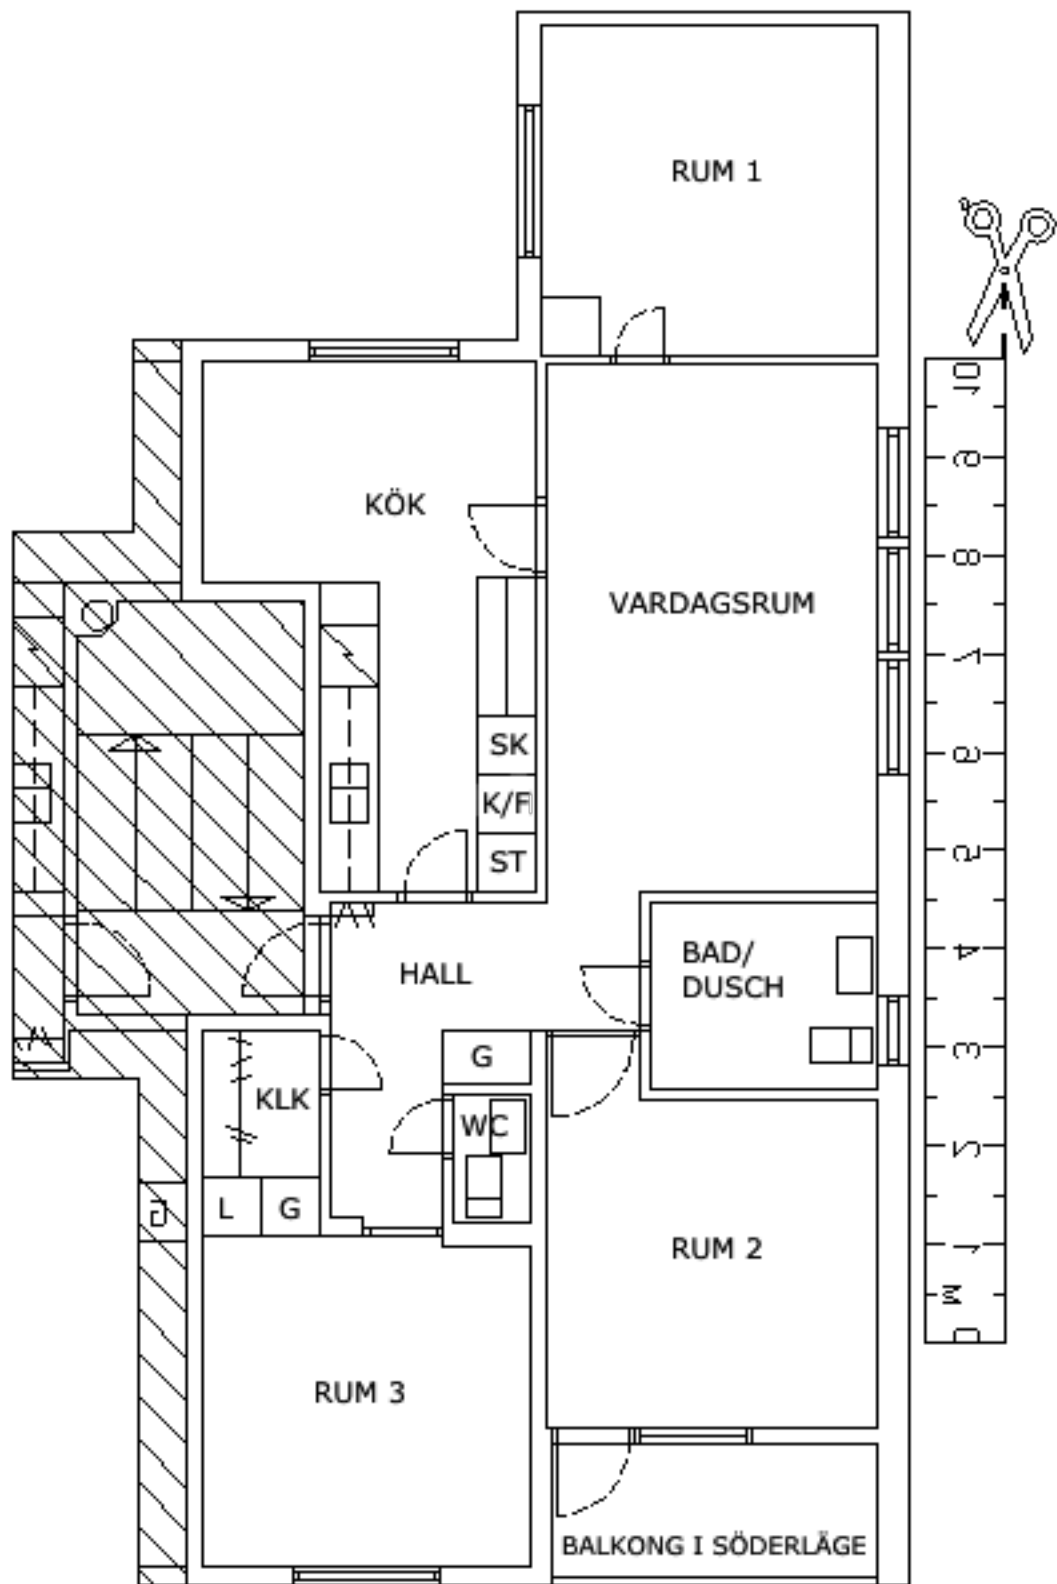 RUM 1
KÖK
VARDAGSRUM
SK
K/F
ST
HALL
BAD/
DUSCH
G
KLK
WC
L
G
G
RUM 2
RUM 3
BALKONG I SÖDERLÄGE
10
9
8
7
6
5
4
3
2
1
M
0